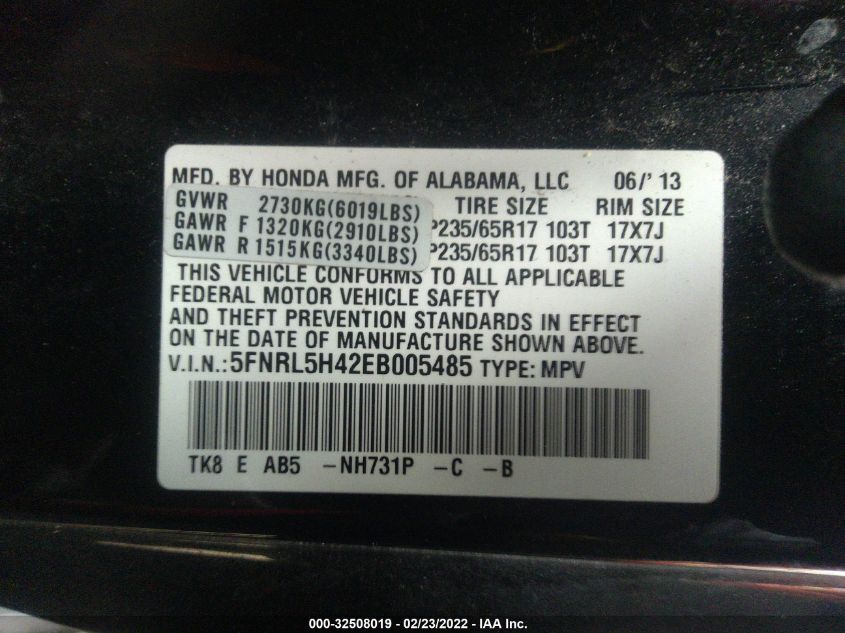 MFD. BY HONDA MFG. OF ALABAMA, LLC 06/'13
GVWR 2730KG(6019LBS) TIRE SIZE RIM SIZE
GAWR F 1320KG(2910LBS) P235/65R17 103T 17X7J
GAWR R 1515KG(3340LBS) P235/65R17 103T 17X7J
THIS VEHICLE CONFORMS TO ALL APPLICABLE
FEDERAL MOTOR VEHICLE SAFETY
AND THEFT PREVENTION STANDARDS IN EFFECT
ON THE DATE OF MANUFACTURE SHOWN ABOVE.
V.I.N.: 5FNRL5H42EB005485 TYPE: MPV
TK8 E AB5 -NH731P -C -B
000-32508019 - 02/23/2022 - IAA Inc.